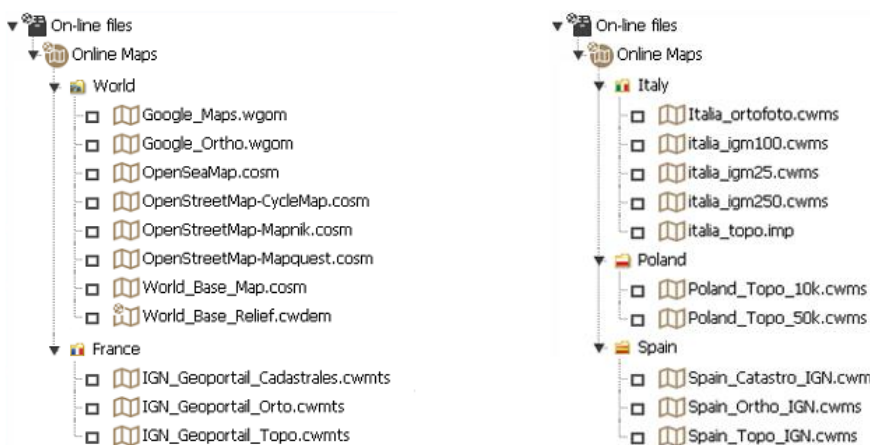 On-line files
Online Maps
World
Google_Maps.wgom
Google_Ortho.wgom
OpenSeaMap.cosm
OpenStreetMap-CycleMap.cosm
OpenStreetMap-Mapnik.cosm
OpenStreetMap-Mapquest.cosm
World_Base_Map.cosm
World_Base_Relief.cwdem
France
IGN_Geoportail_Cadastrales.cwmts
IGN_Geoportail_Orto.cwmts
IGN_Geoportail_Topo.cwmts
On-line files
Online Maps
Italy
Italia_ortofoto.cwms
italia_igm100.cwms
italia_igm25.cwms
italia_igm250.cwms
italia_topo.imp
Poland
Poland_Topo_10k.cwms
Poland_Topo_50k.cwms
Spain
Spain_Catastro_IGN.cwm
Spain_Ortho_IGN.cwms
Spain_Topo_IGN.cwms